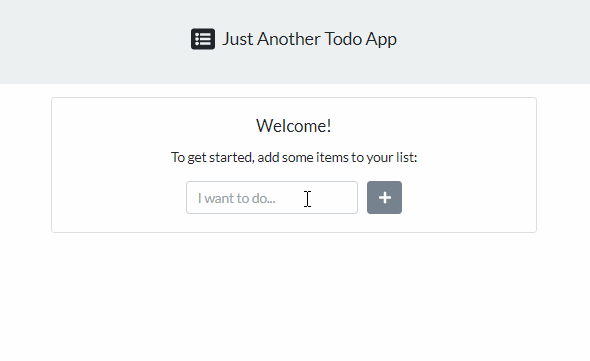 Just Another Todo App
Welcome!
To get started, add some items to your list:
I want to do...